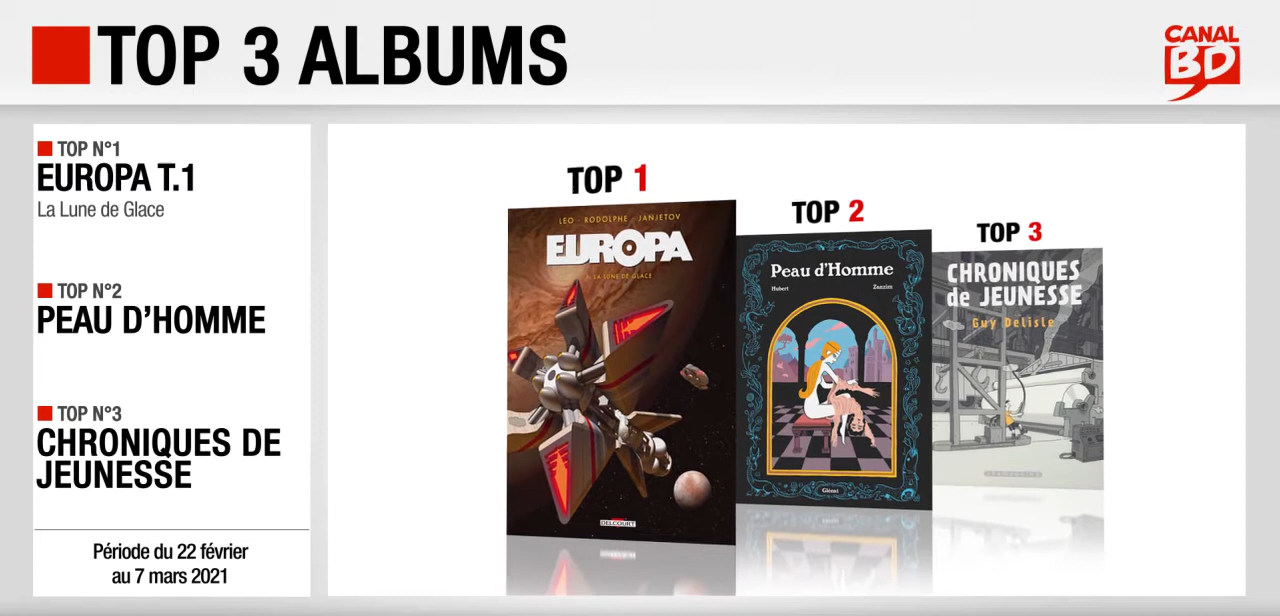 TOP 3 ALBUMS
CANAL
BD
TOP N°1
EUROPA T.1
La Lune de Glace
TOP N°2
PEAU D’HOMME
TOP N°3
CHRONIQUES DE
JEUNESSE
Période du 22 février
au 7 mars 2021
TOP 1
LEO - RODOLPHE - JANJETOV
EUROPA
1. LA LUNE DE GLACE
DELCOURT
TOP 2
Peau d’Homme
Hubert Zanzim
Glénat
TOP 3
CHRONIQUES
de JEUNESSE
Guy Delisle